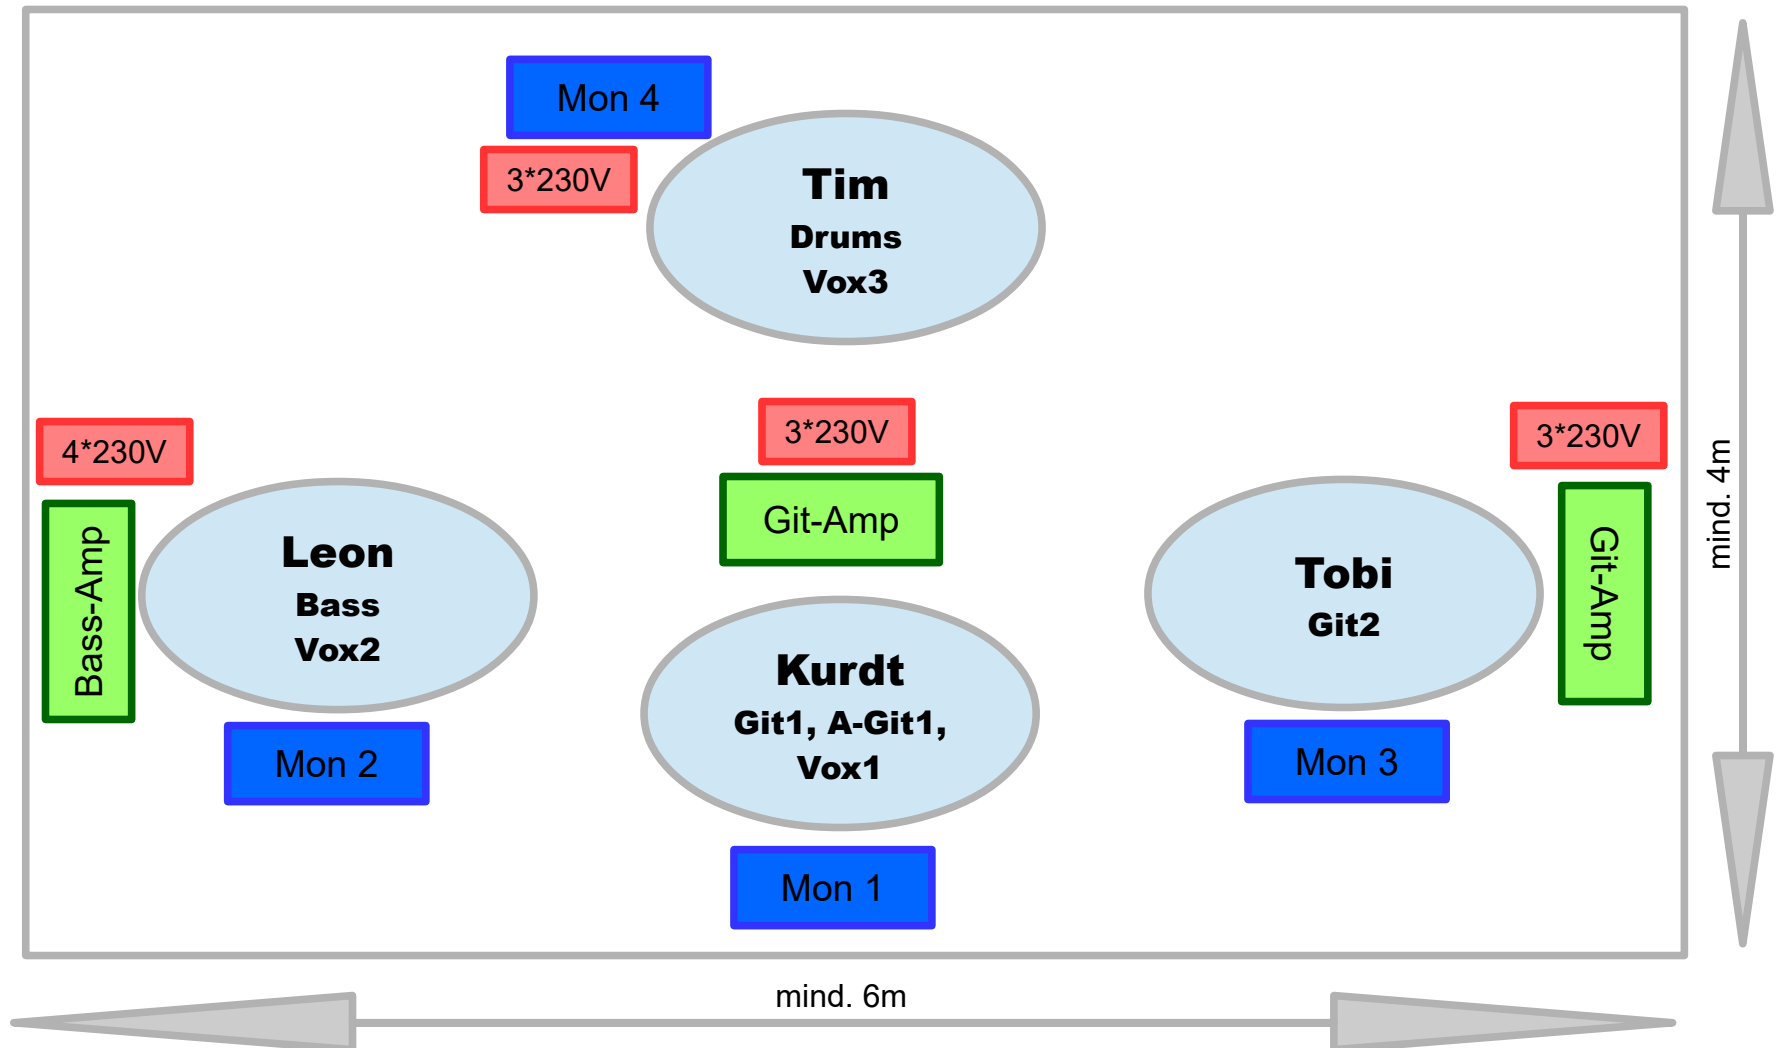 Mon 4
3*230V
Tim
Drums
Vox3
4*230V
3*230V
3*230V
Bass-Amp
Leon
Bass
Vox2
Git-Amp
Tobi
Git2
Git-Amp
Kurdt
Git1, A-Git1,
Vox1
Mon 2
Mon 3
Mon 1
mind. 4m
mind. 6m